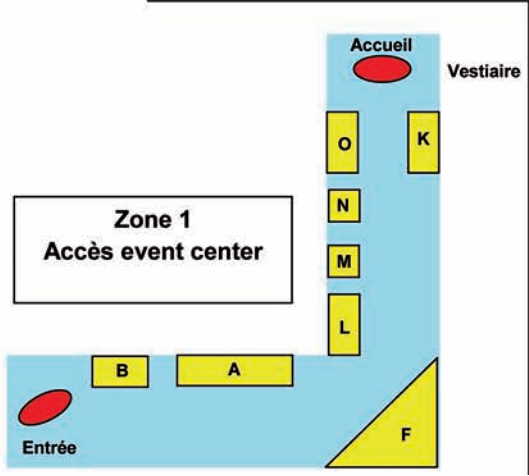 Accueil
Vestiaire
O
K
N
Zone 1
Accès event center
M
L
B
A
F
Entrée